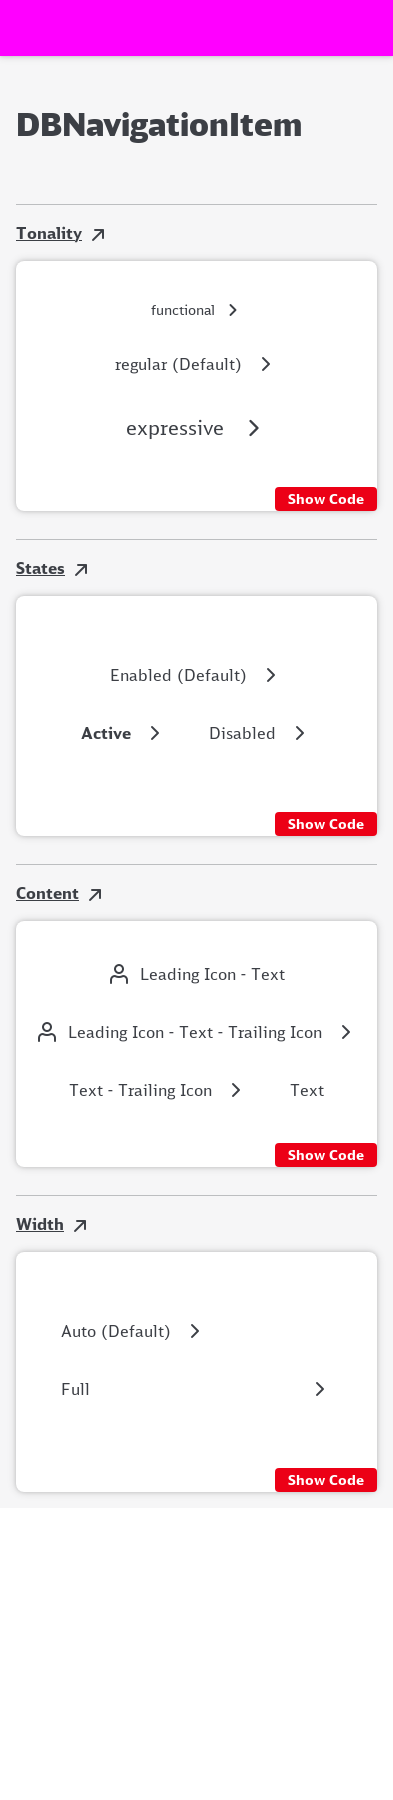 DBNavigationItem
Tonality
functional
regular (Default)
expressive
Show Code
States
Enabled (Default)
Active Disabled
Show Code
Content
Leading Icon - Text
Leading Icon - Text - Trailing Icon
Text - Trailing Icon Text
Show Code
Width
Auto (Default)
Full
Show Code